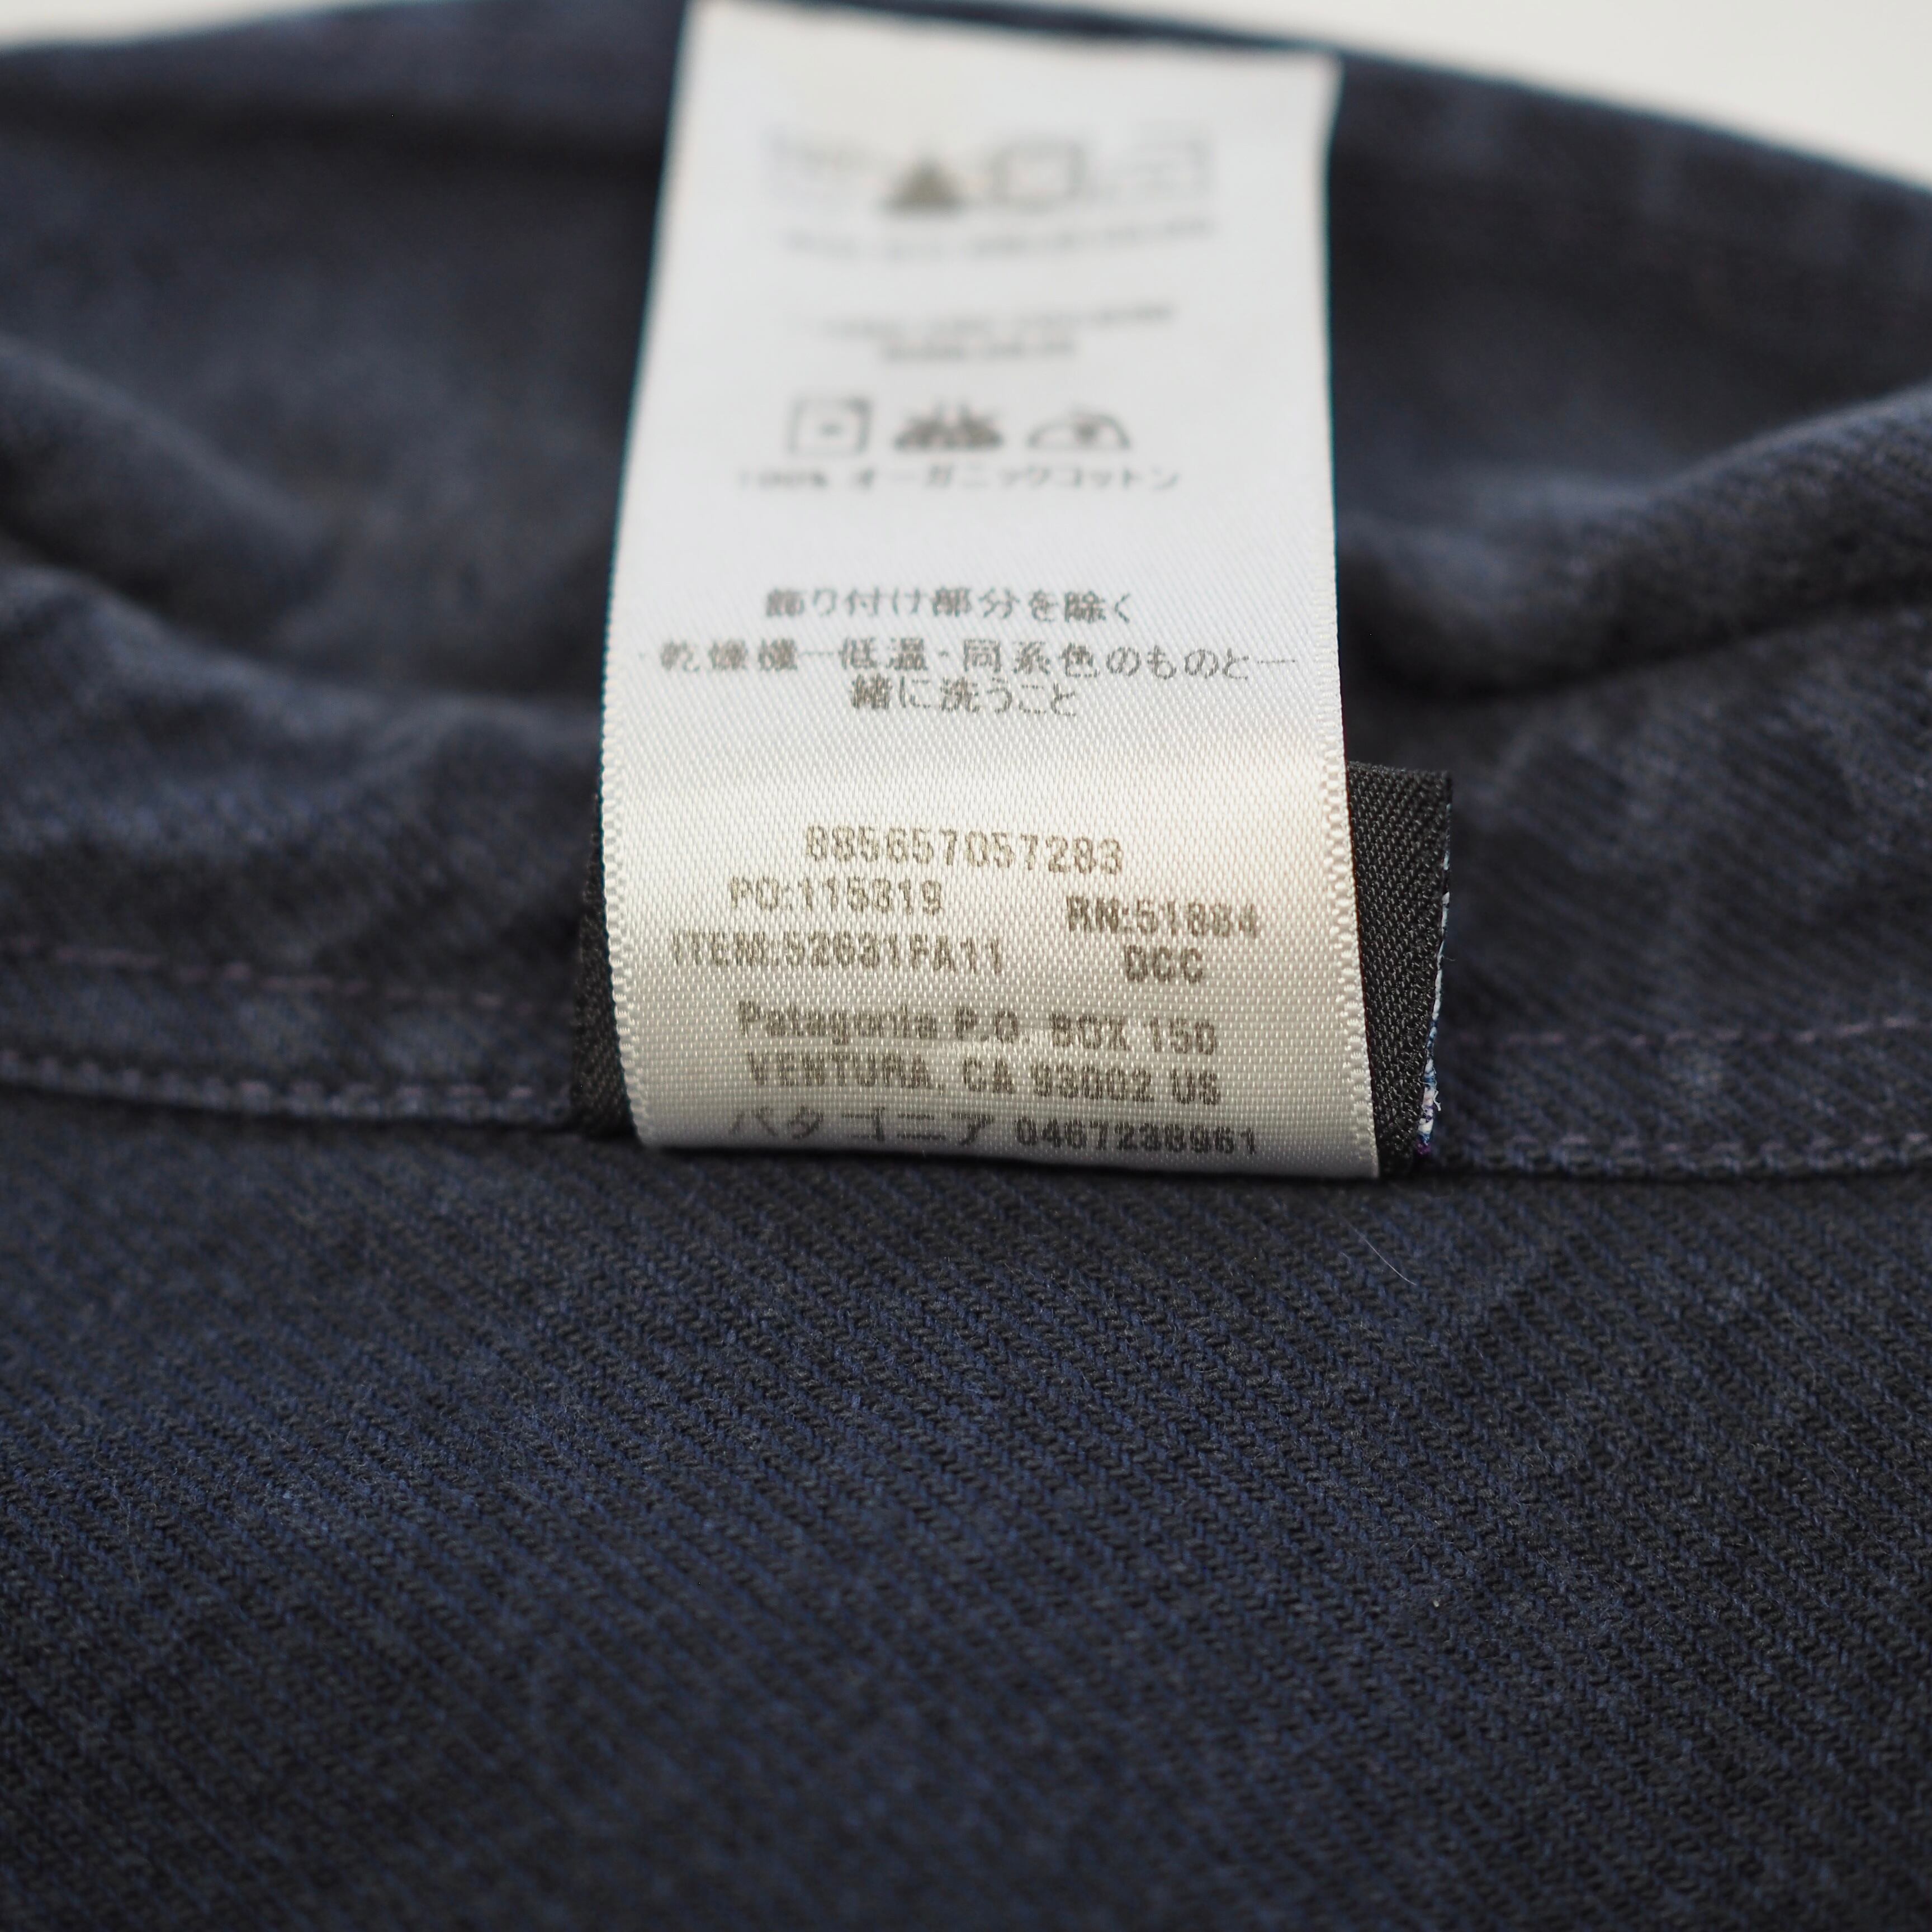 100% オーガニックコットン
飾り付け部分を除く
乾燥機－低温・同系色のものと一
緒に洗うこと
885657057283
PO:115319 RN:51884
ITEM:52631FA11 DCC
Patagonia P.O. BOX 150
VENTURA, CA 93002 US
パタゴニア 0467236961